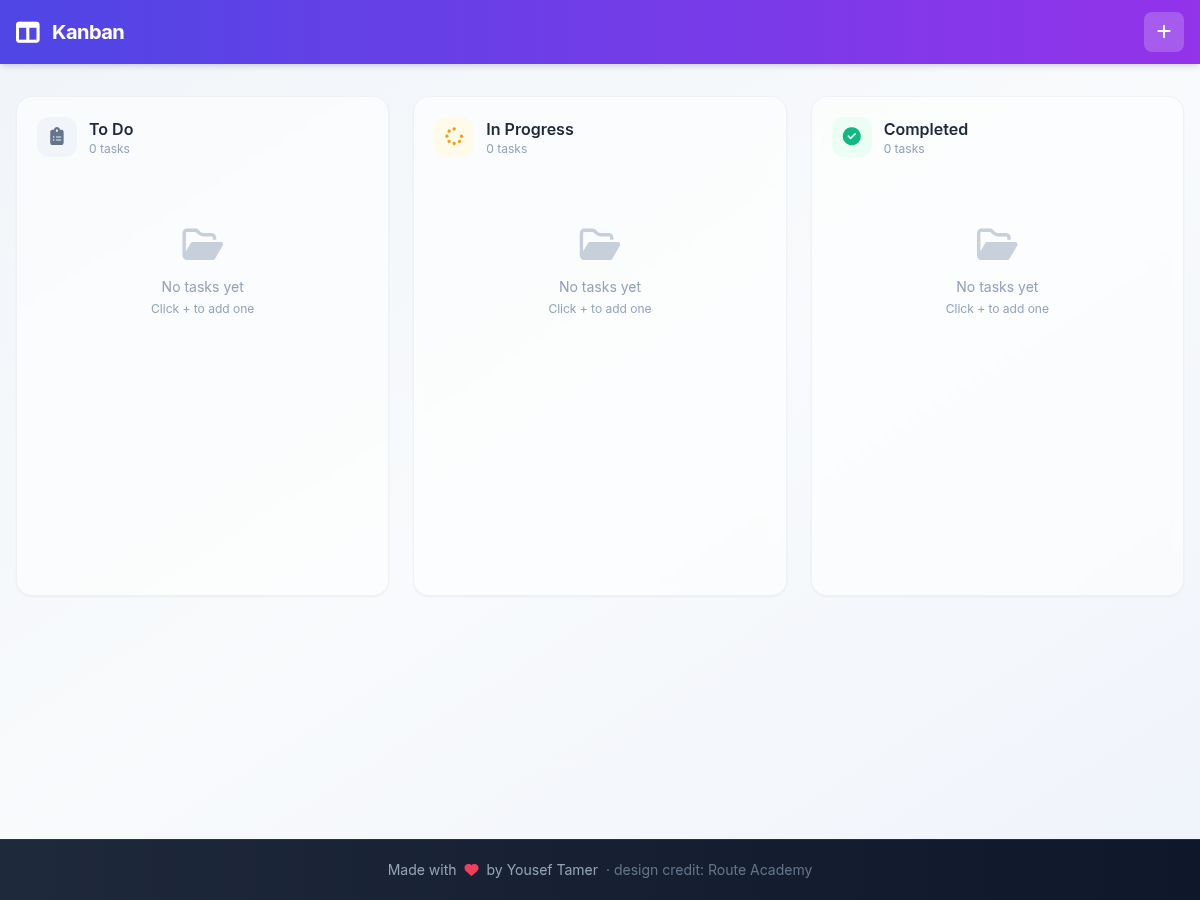 Kanban
To Do
0 tasks
No tasks yet
Click + to add one
In Progress
0 tasks
No tasks yet
Click + to add one
Completed
0 tasks
No tasks yet
Click + to add one
Made with by Yousef Tamer · design credit: Route Academy